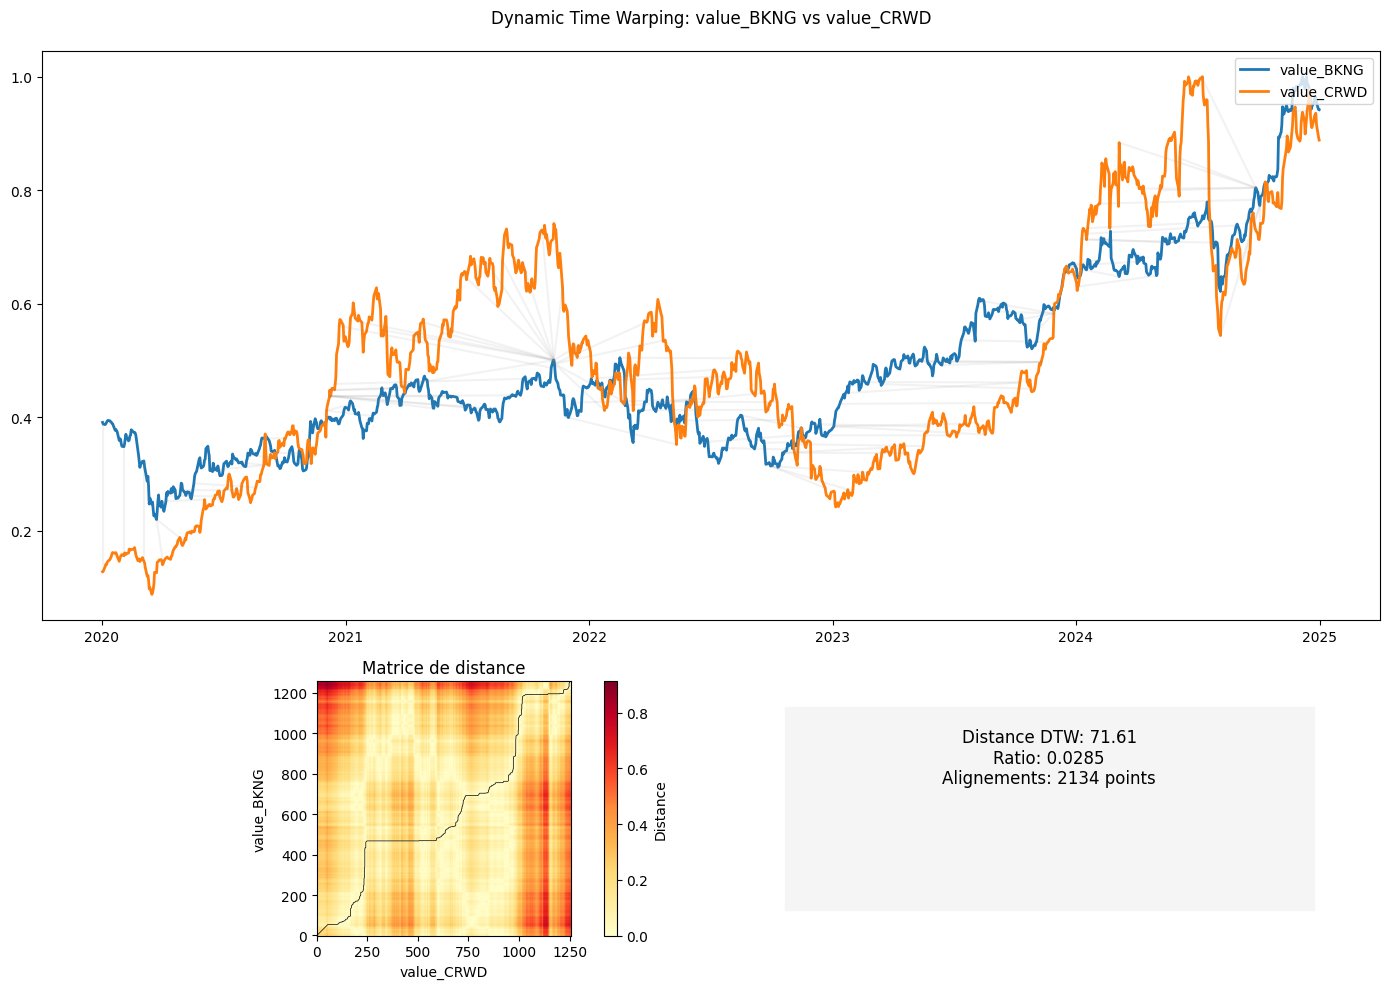 Dynamic Time Warping: value_BKNG vs value_CRWD
value_BKNG
value_CRWD
1.0
0.8
0.6
0.4
0.2
2020 2021 2022 2023 2024 2025
Matrice de distance
value_BKNG
1200
1000
800
600
400
200
0
0 250 500 750 1000 1250
value_CRWD
0.8
0.6
0.4
0.2
0.0
Distance
Distance DTW: 71.61
Ratio: 0.0285
Alignements: 2134 points